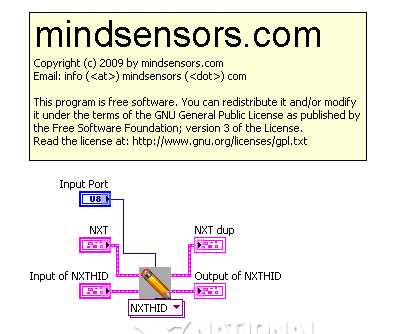 mindsensors.com
Copyright (c) 2009 by mindsensors.com
Email: info (<at>) mindsensors (<dot>) com
This program is free software. You can redistribute it and/or modify
it under the terms of the GNU General Public License as published by
the Free Software Foundation; version 3 of the License.
Read the license at: http://www.gnu.org/licenses/gpl.txt
Input Port
U8
NXT
NXT dup
Input of NXTHID
Output of NXTHID
NXTHID
NATIONAL